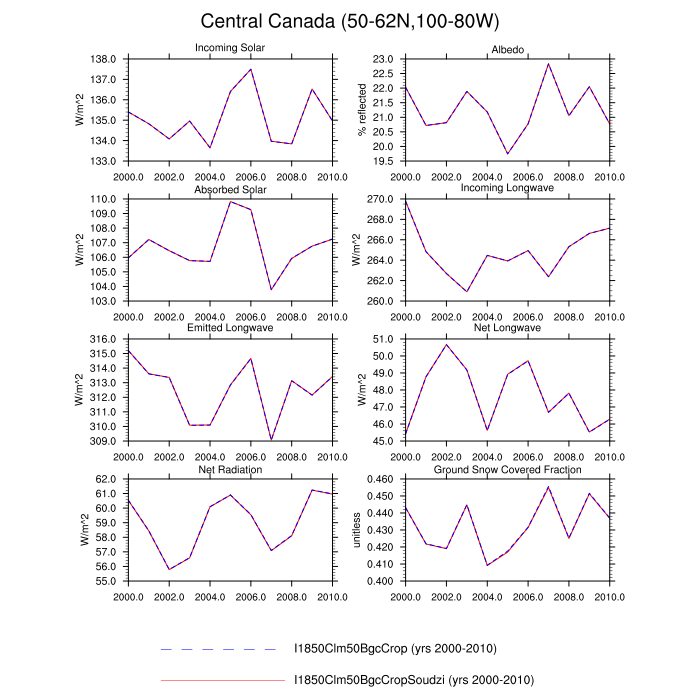 Central Canada (50-62N,100-80W)
Incoming Solar
W/m^2
138.0
137.0
136.0
135.0
134.0
133.0
2000.0 2002.0 2004.0 2006.0 2008.0 2010.0
Albedo
% reflected
23.0
22.5
22.0
21.5
21.0
20.5
20.0
19.5
2000.0 2002.0 2004.0 2006.0 2008.0 2010.0
Absorbed Solar
W/m^2
110.0
109.0
108.0
107.0
106.0
105.0
104.0
103.0
2000.0 2002.0 2004.0 2006.0 2008.0 2010.0
Incoming Longwave
W/m^2
270.0
268.0
266.0
264.0
262.0
260.0
2000.0 2002.0 2004.0 2006.0 2008.0 2010.0
Emitted Longwave
W/m^2
316.0
315.0
314.0
313.0
312.0
311.0
310.0
309.0
2000.0 2002.0 2004.0 2006.0 2008.0 2010.0
Net Longwave
W/m^2
51.0
50.0
49.0
48.0
47.0
46.0
45.0
2000.0 2002.0 2004.0 2006.0 2008.0 2010.0
Net Radiation
W/m^2
62.0
61.0
60.0
59.0
58.0
57.0
56.0
55.0
2000.0 2002.0 2004.0 2006.0 2008.0 2010.0
Ground Snow Covered Fraction
unitless
0.460
0.450
0.440
0.430
0.420
0.410
0.400
2000.0 2002.0 2004.0 2006.0 2008.0 2010.0
I1850Clm50BgcCrop (yrs 2000-2010)
I1850Clm50BgcCropSoudzi (yrs 2000-2010)